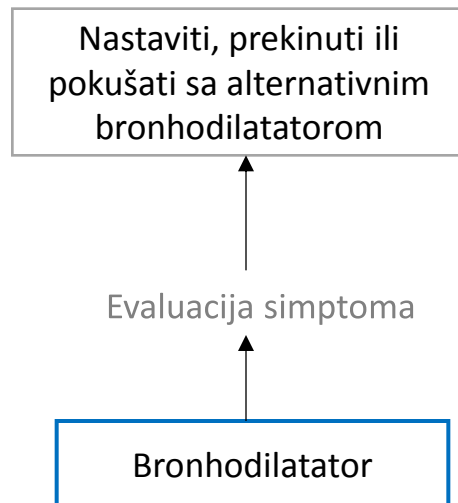 Nastaviti, prekinuti ili
pokušati sa alternativnim
bronhodilatatorom
Evaluacija simptoma
Bronhodilatator